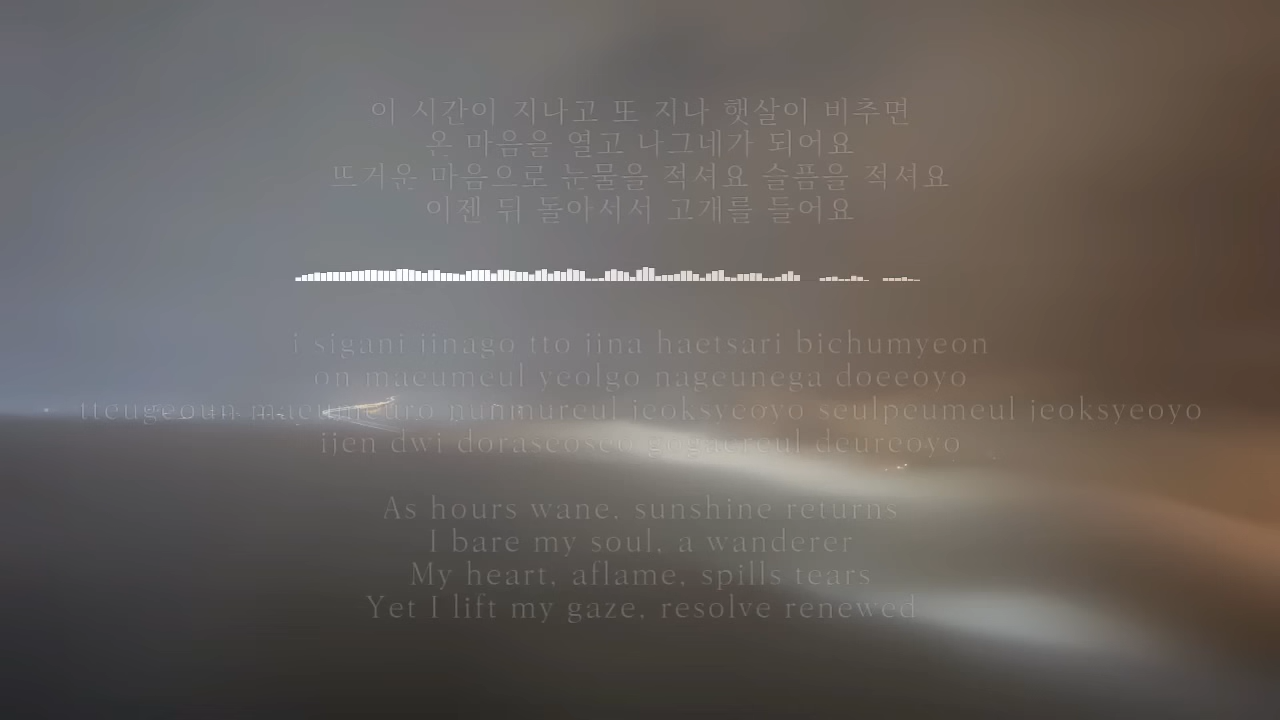 이 시간이 지나고 또 지나 햇살이 비추면
온 마음을 열고 나그네가 되어요
뜨거운 마음으로 눈물을 적셔요 슬픔을 적셔요
이젠 뒤 돌아서서 고개를 들어요
i sigani jinago tto jina haetsari bichumyeon
on maeumeul yeolgo nageunega doeeoyo
tteugeoun maeumeuro nunmureul jeoksyeoyo seulpeumeul jeoksyeoyo
ijen dwi doraseoseo gogaereul deureoyo
As hours wane, sunshine returns
I bare my soul, a wanderer
My heart, aflame, spills tears
Yet I lift my gaze, resolve renewed